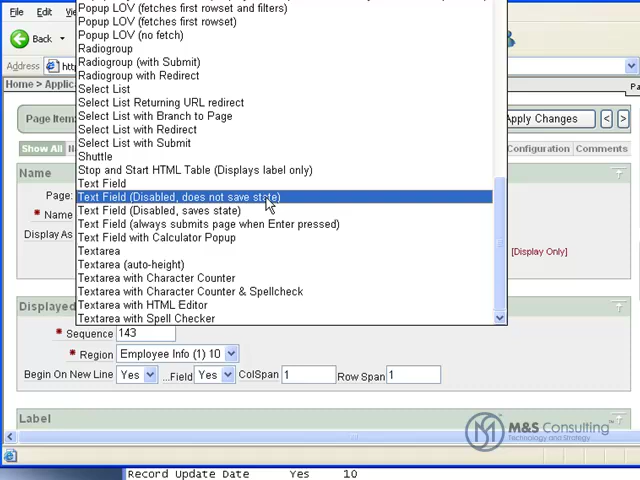 File Edit
Popup LOV (fetches first rowset and filters)
Popup LOV (fetches first rowset)
Popup LOV (no fetch)
Back
Radiogroup
Radiogroup (with Submit)
Address
Radiogroup with Redirect
Home > Applic
Select List
Select List Returning URL redirect
Page Item:
Select List with Branch to Page
Apply Changes < >
Select List with Redirect
Select List with Submit
Show All
Configuration Comments
Shuttle
Name
Stop and Start HTML Table (Displays label only)
Text Field
Page:
Text Field (Disabled, does not save state)
* Name
Text Field (Disabled, saves state)
Text Field (always submits page when Enter pressed)
Display As
Text Field with Calculator Popup
Textarea
[Display Only]
Textarea (auto-height)
Textarea with Character Counter
Textarea with Character Counter & Spellcheck
Displayed
Textarea with HTML Editor
Textarea with Spell Checker
* Sequence 143
* Region Employee Info (1) 10
Begin On New Line Yes ...Field Yes ColSpan 1 Row Span 1
Label
M&S Consulting
Technology and Strategy
Record Update Date Yes 10